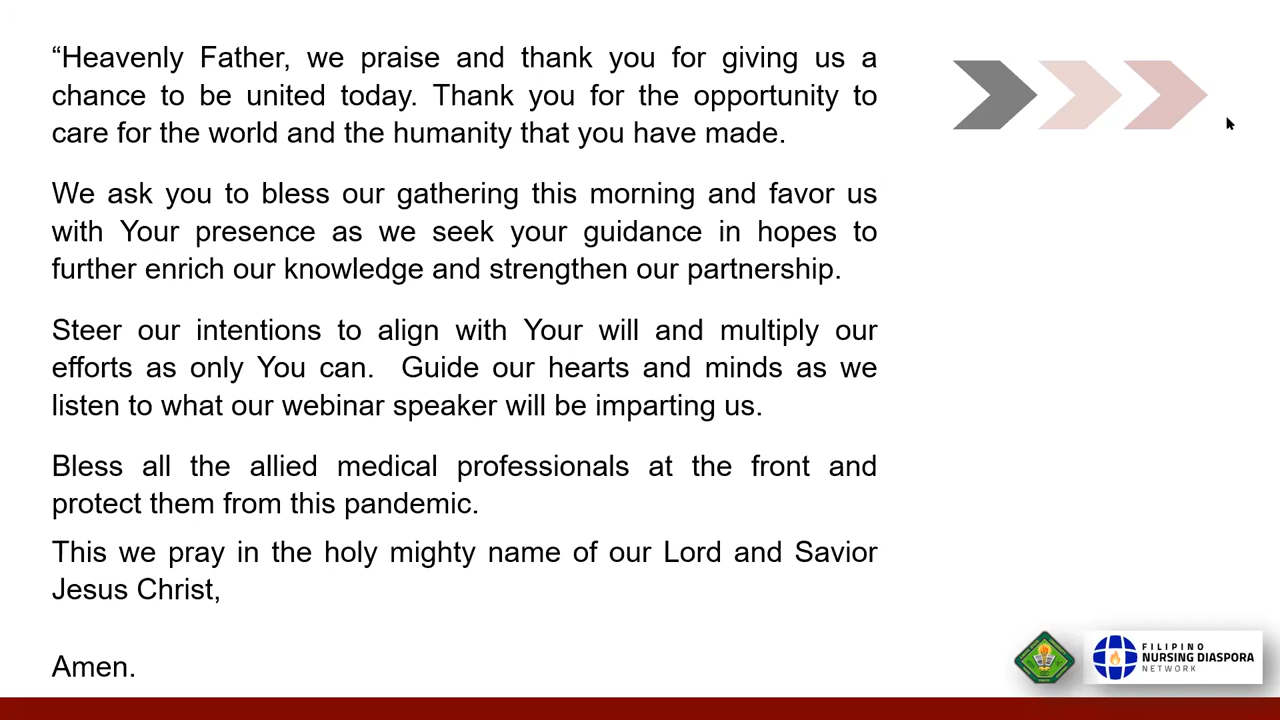 “Heavenly Father, we praise and thank you for giving us a
chance to be united today. Thank you for the opportunity to
care for the world and the humanity that you have made.
We ask you to bless our gathering this morning and favor us
with Your presence as we seek your guidance in hopes to
further enrich our knowledge and strengthen our partnership.
Steer our intentions to align with Your will and multiply our
efforts as only You can.  Guide our hearts and minds as we
listen to what our webinar speaker will be imparting us.
Bless all the allied medical professionals at the front and
protect them from this pandemic.
This we pray in the holy mighty name of our Lord and Savior
Jesus Christ,
Amen.
FILIPINO
NURSING DIASPORA
NETWORK